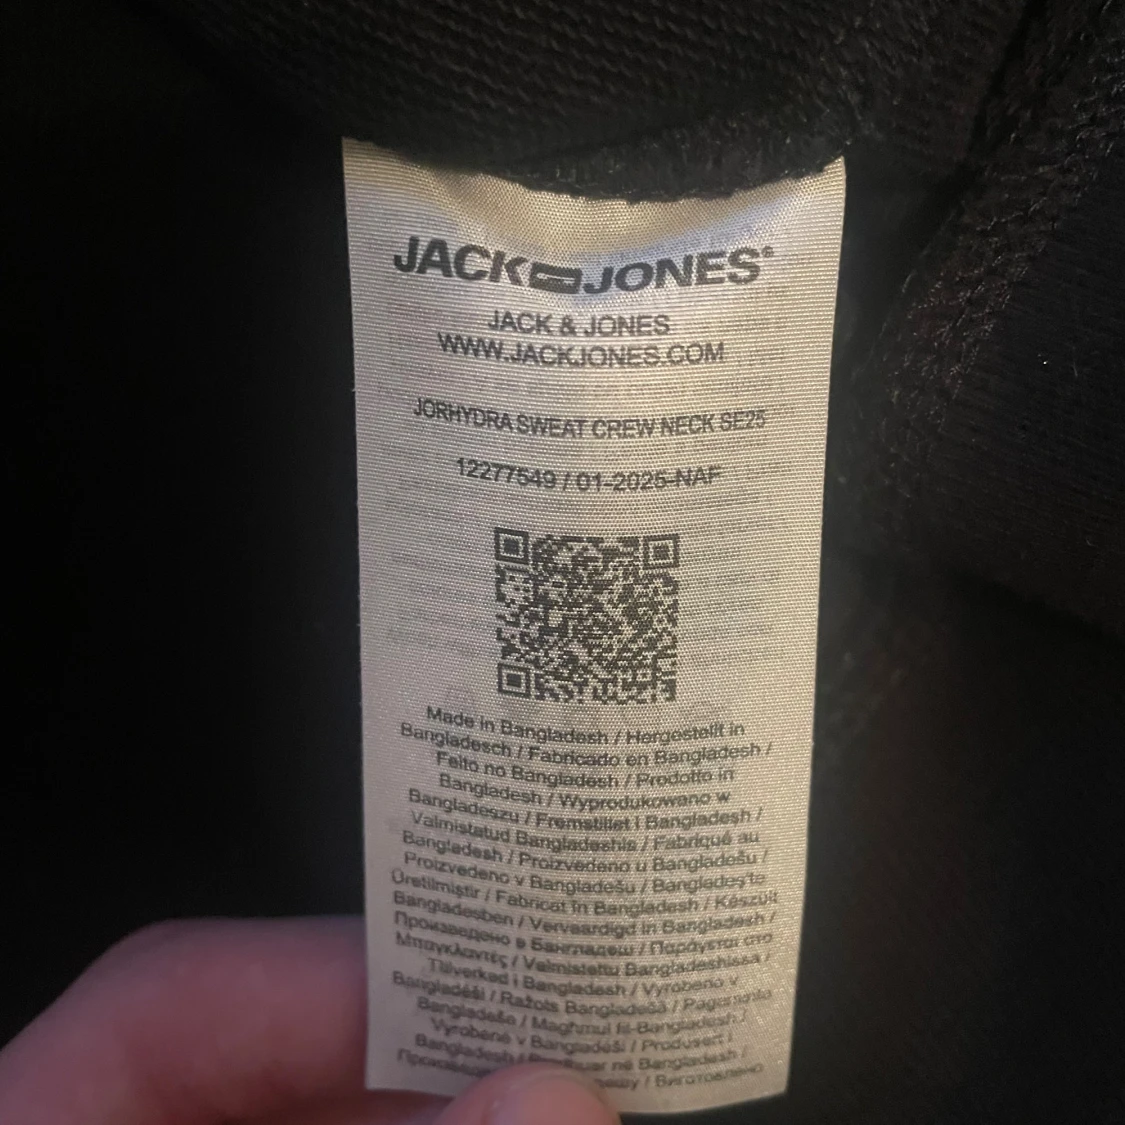 JACK JONES®
JACK & JONES
WWW.JACKJONES.COM
JORHYDRA SWEAT CREW NECK SE25
12277549 / 01-2025-NAF
Made in Bangladesh / Hergestellt in
Bangladesch / Fabricado en Bangladesh /
Feito no Bangladesh / Prodotto in
Bangladesh / Wyprodukowano w
Bangladeszu / Fremstillet i Bangladesh /
Valmistatud Bangladeshis / Fabriqué au
Bangladesh / Proizvedeno u Bangladešu /
Proizvedeno v Bangladešu / Bangladeş'te
Üretilmiştir / Fabricat în Bangladesh / Készült
Bangladesben / Vervaardigd in Bangladesh /
Произведено в Бангладеш / Παράγεται στο
Μπαγκλαντές / Valmistettu Bangladeshissa /
Tillverkad i Bangladesh / Vyrobeno v
Bangladéši / Ražots Bangladešā / Pagaminta
Bangladeše / Magħmul fil-Bangladesh /
Vyrobené v Bangladéši / Produsert i
Bangladesh / në Bangladesh /
/ Виготовлено